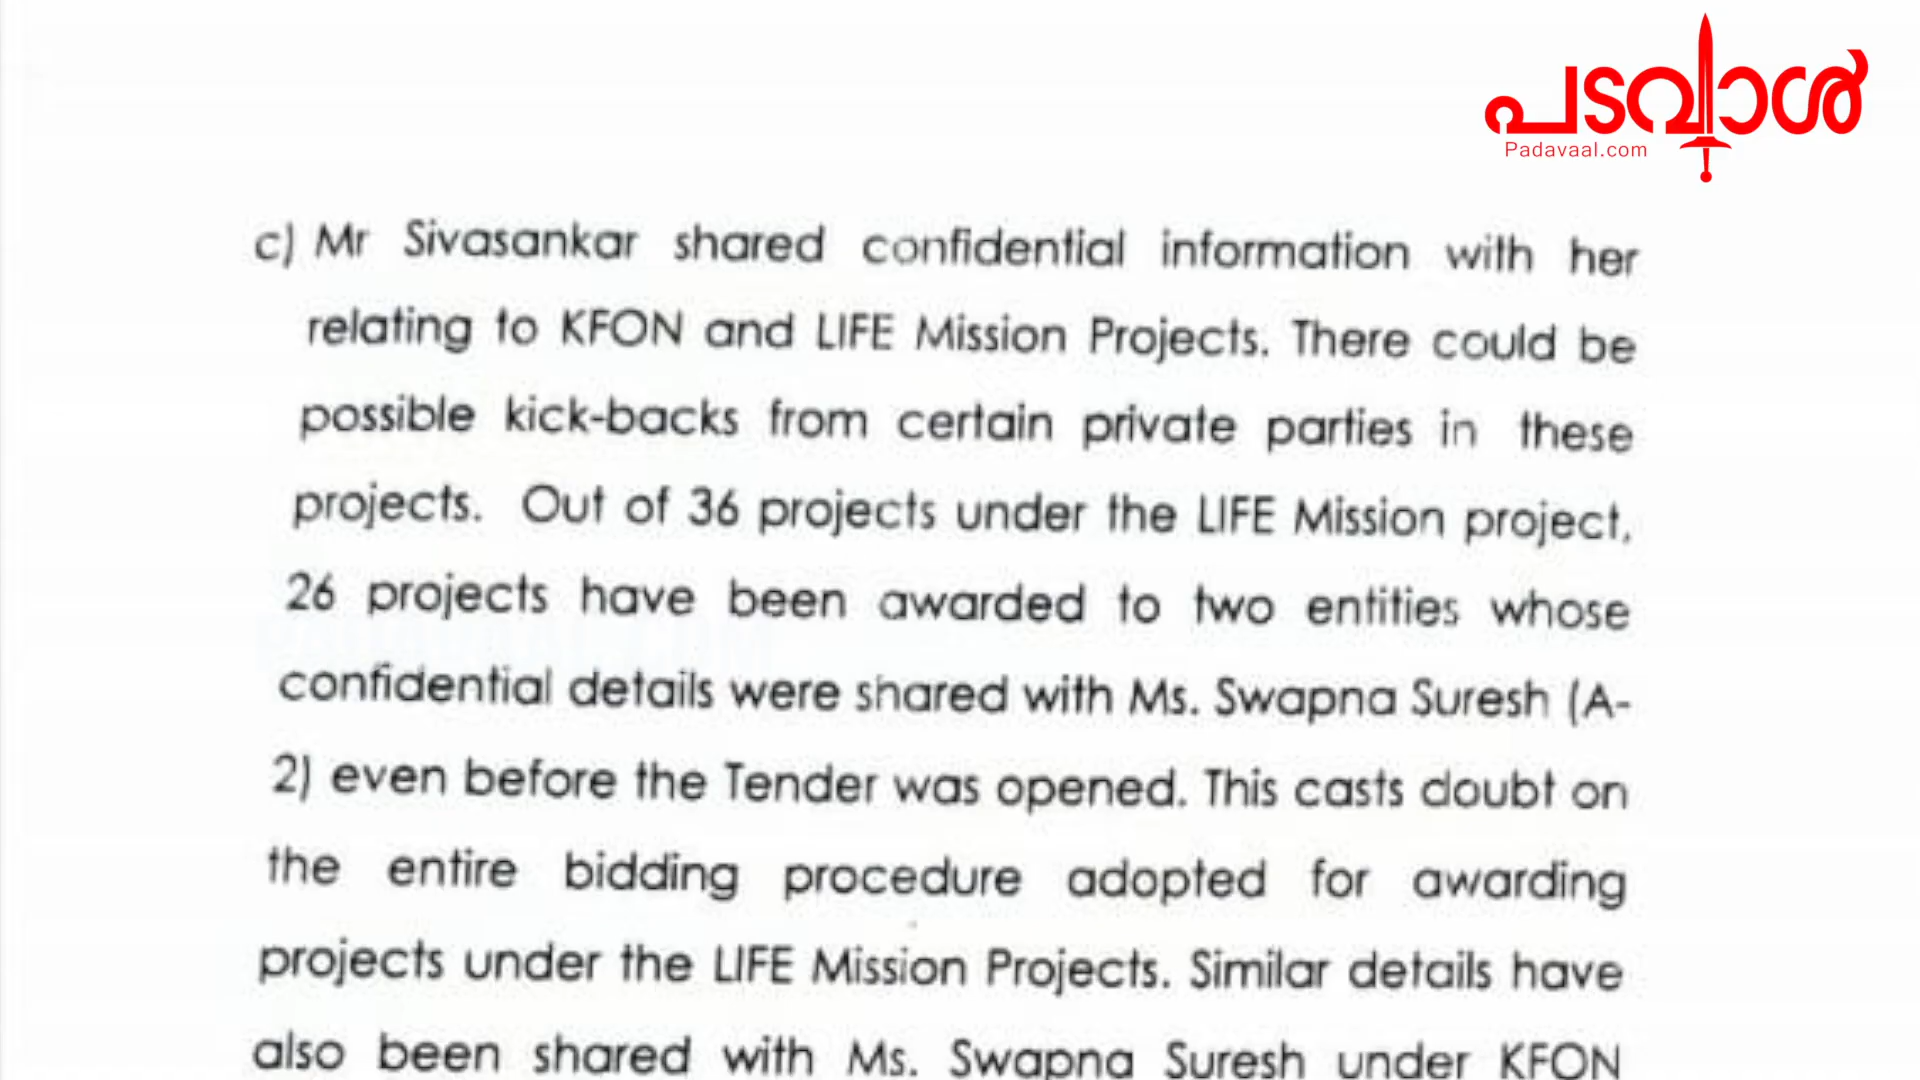 പടവാൾ
Padavaal.com
c) Mr Sivasankar shared confidential information with her
relating to KFON and LIFE Mission Projects. There could be
possible kick-backs from certain private parties in these
projects. Out of 36 projects under the LIFE Mission project,
26 projects have been awarded to two entities whose
confidential details were shared with Ms. Swapna Suresh (A-
2) even before the Tender was opened. This casts doubt on
the entire bidding procedure adopted for awarding
projects under the LIFE Mission Projects. Similar details have
also been shared with Ms. Swapna Suresh under KFON